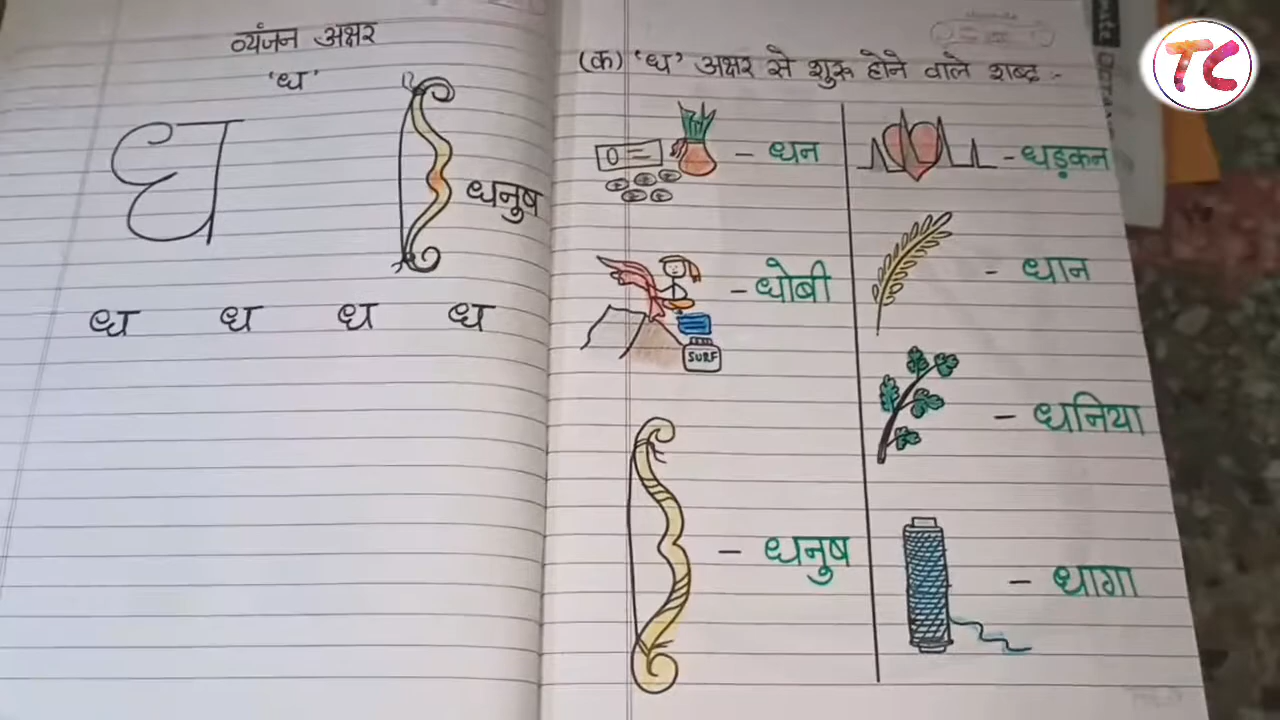 व्यंजन अक्षर
'ध'
ध
धनुष
ध ध ध ध
(क) 'ध' अक्षर से शुरू होने वाले शब्द :-
- धन
- धोबी
SURF
- धनुष
- धड़कन
- धान
- धनिया
- धागा
TC